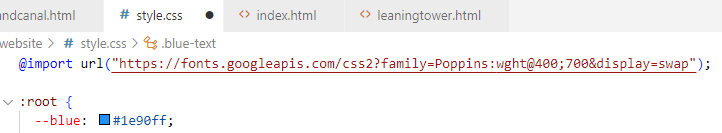 ndcanal.html style.css index.html leaningtower.html
website > style.css > .blue-text
@import url("https://fonts.googleapis.com/css2?family=Poppins:wght@400;700&display=swap");
:root {
--blue: #1e90ff;